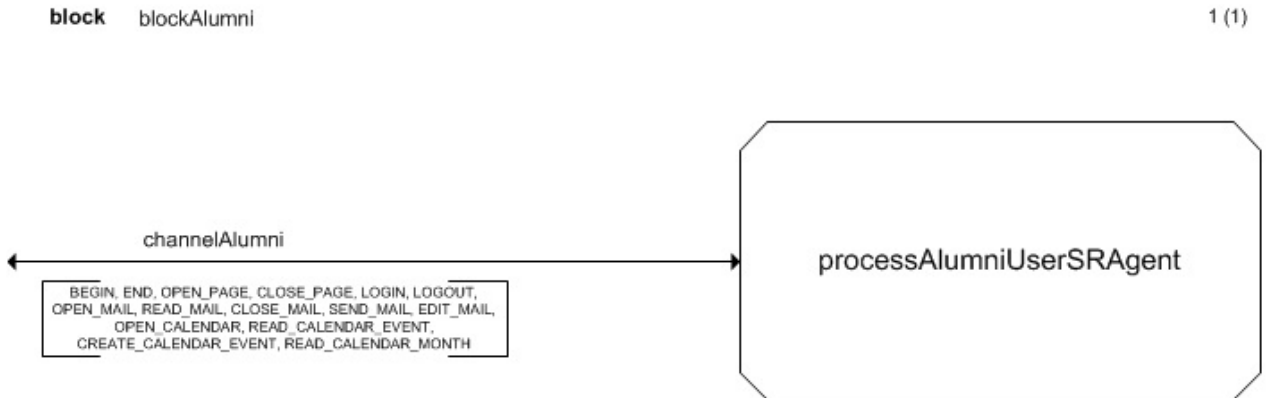 block blockAlumni 1 (1)
channelAlumni
processAlumniUserSRAgent
BEGIN, END, OPEN_PAGE, CLOSE_PAGE, LOGIN, LOGOUT,
OPEN_MAIL, READ_MAIL, CLOSE_MAIL, SEND_MAIL, EDIT_MAIL,
OPEN_CALENDAR, READ_CALENDAR_EVENT,
CREATE_CALENDAR_EVENT, READ_CALENDAR_MONTH